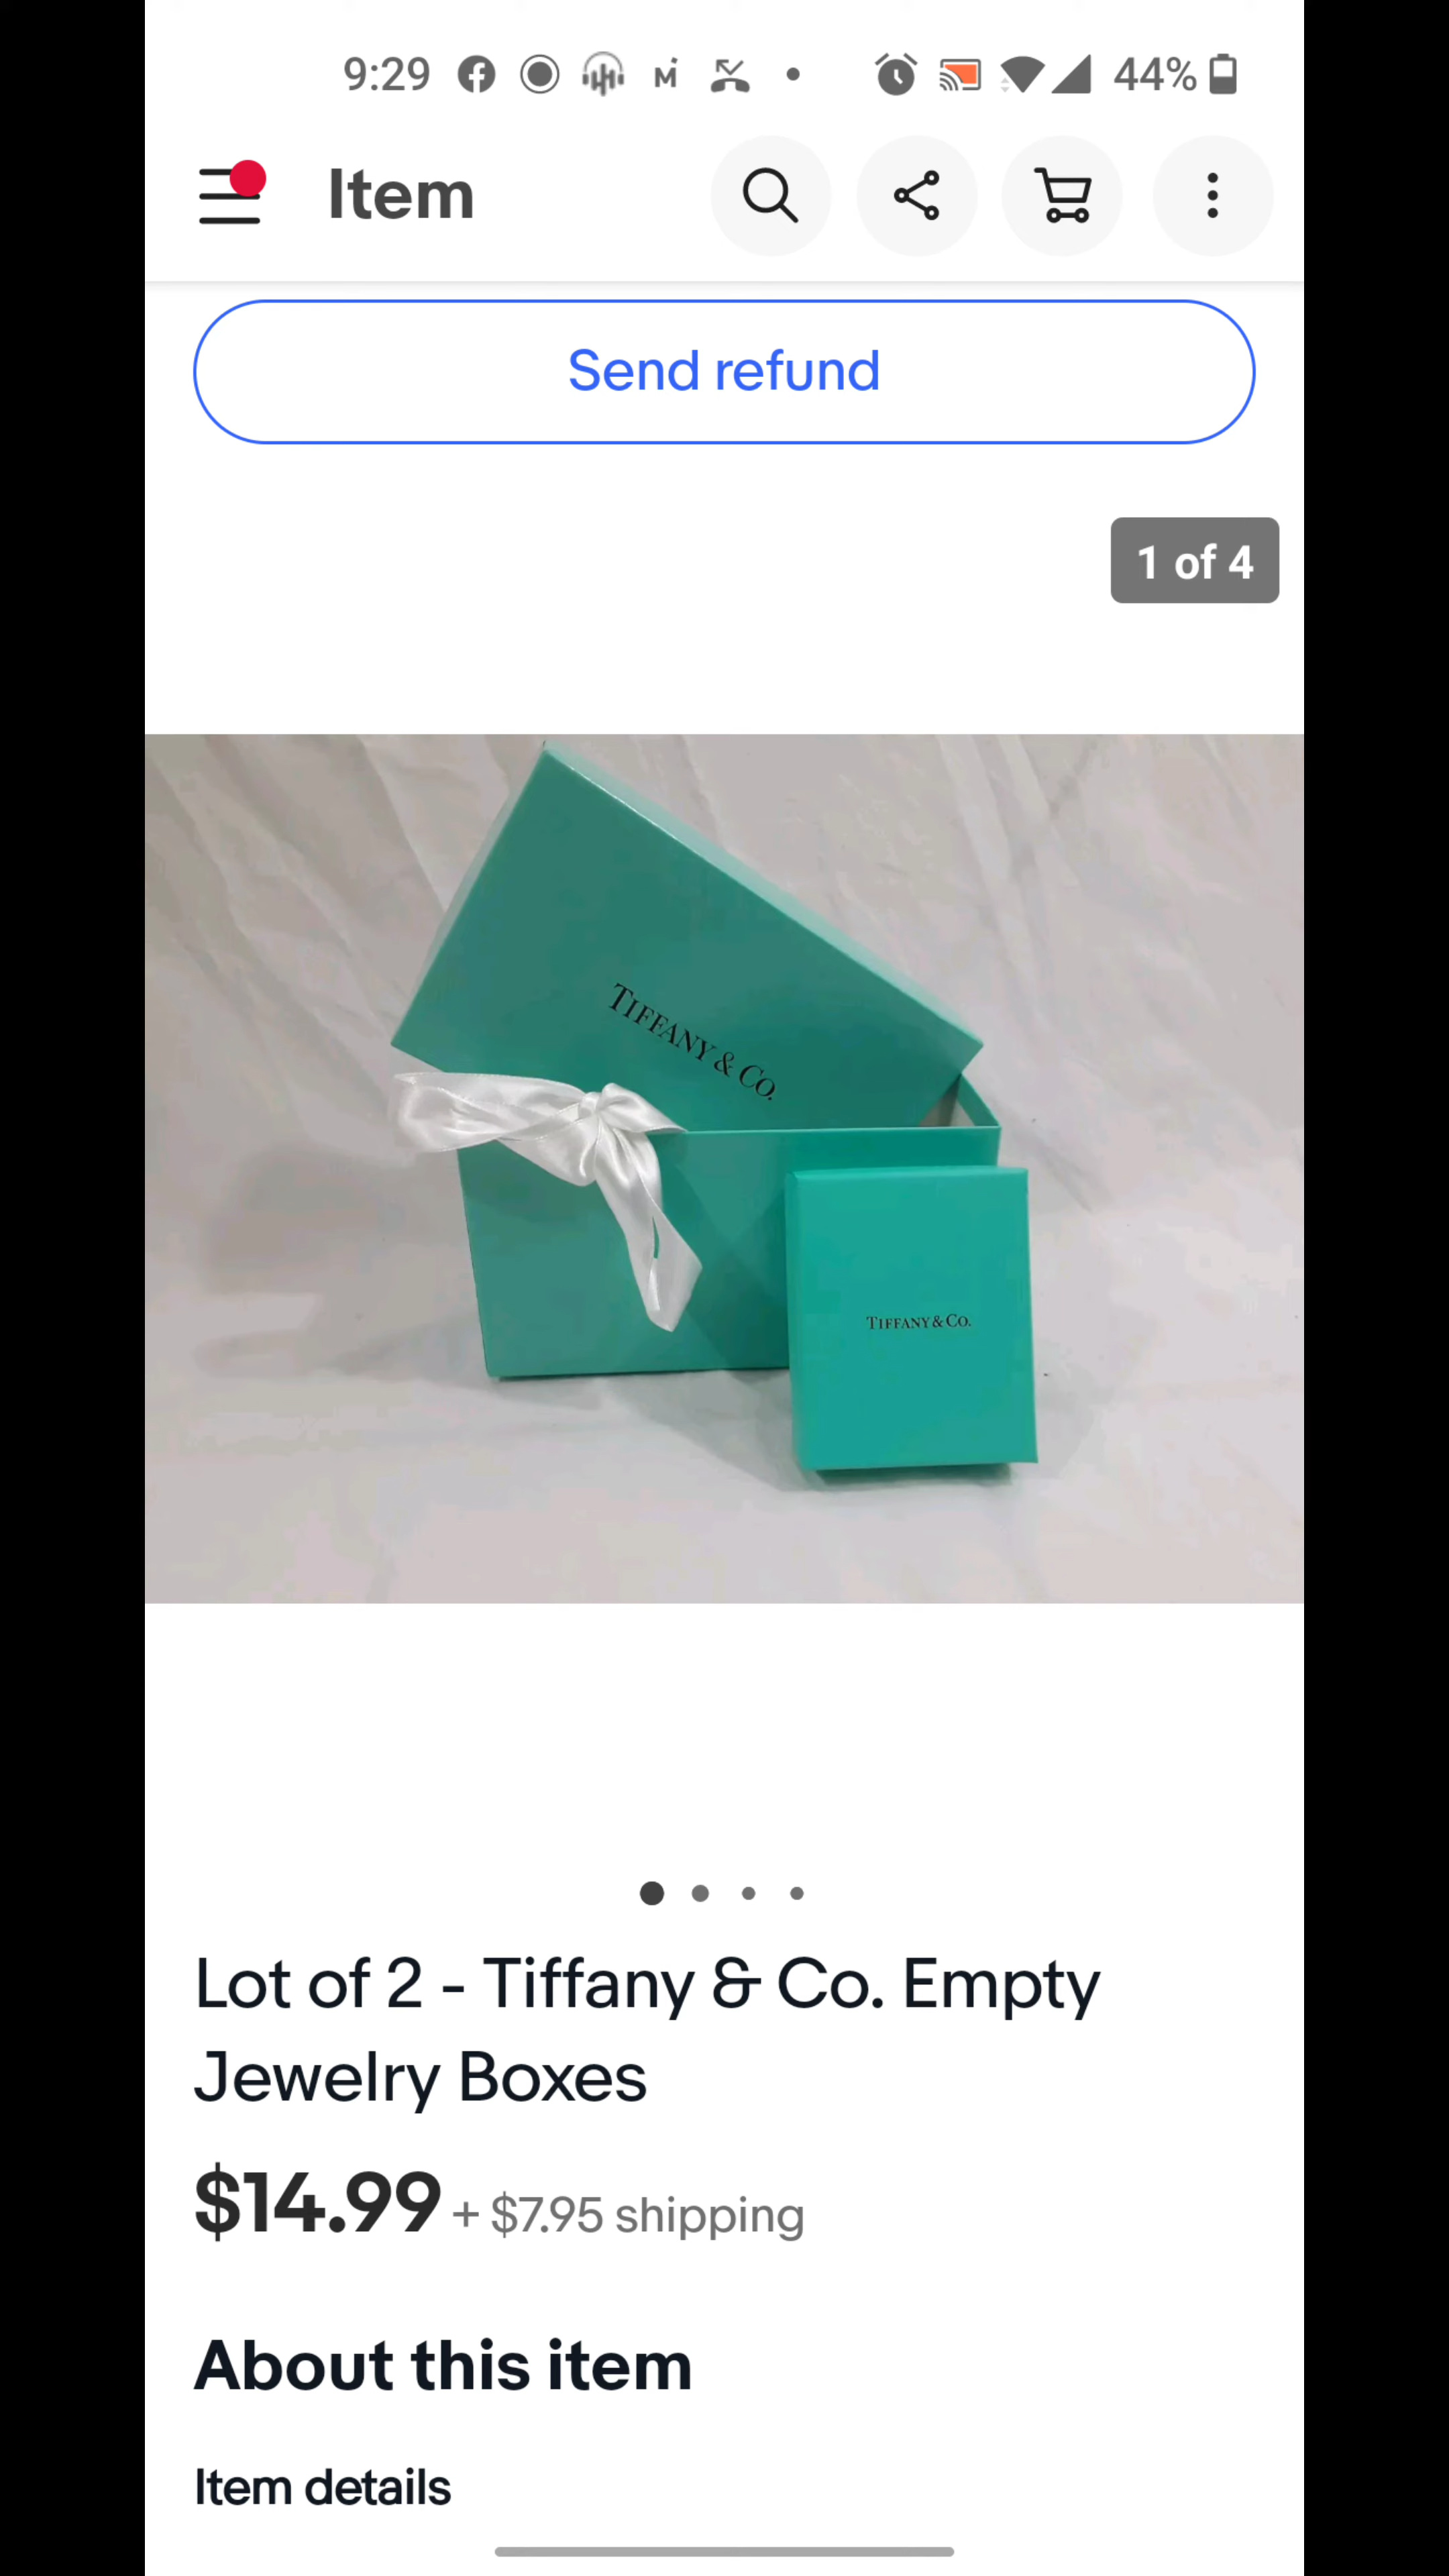 9:29 44%
Item
Send refund
1 of 4
TIFFANY & CO.
TIFFANY & CO.
Lot of 2 - Tiffany & Co. Empty
Jewelry Boxes
$14.99 + $7.95 shipping
About this item
Item details